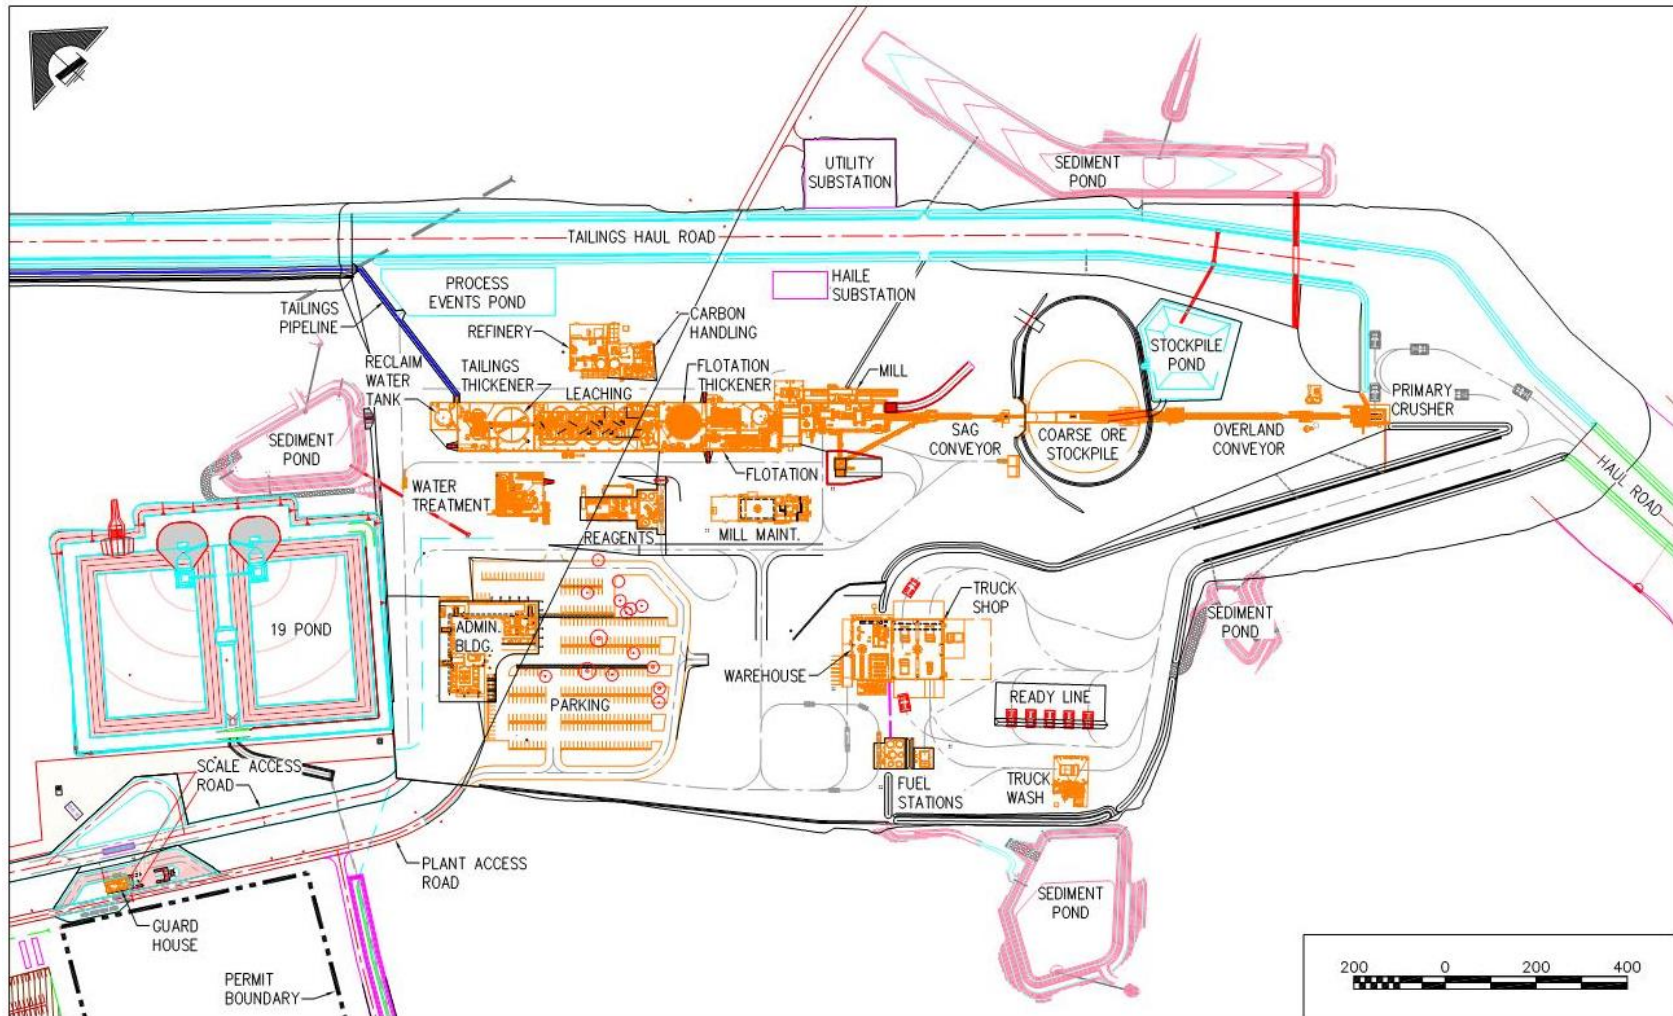 UTILITY
SUBSTATION
SEDIMENT
POND
TAILINGS HAUL ROAD
PROCESS
EVENTS POND
HAILE
SUBSTATION
TAILINGS
PIPELINE
REFINERY
CARBON
HANDLING
RECLAIM
WATER
TANK
TAILINGS
THICKENER
LEACHING
FLOTATION
THICKENER
MILL
STOCKPILE
POND
PRIMARY
CRUSHER
SEDIMENT
POND
SAG
CONVEYOR
COARSE ORE
STOCKPILE
OVERLAND
CONVEYOR
HAUL ROAD
WATER
TREATMENT
FLOTATION
REAGENTS
MILL MAINT.
19 POND
ADMIN.
BLDG.
TRUCK
SHOP
SEDIMENT
POND
WAREHOUSE
READY LINE
PARKING
SCALE ACCESS
ROAD
FUEL
STATIONS
TRUCK
WASH
PLANT ACCESS
ROAD
SEDIMENT
POND
GUARD
HOUSE
PERMIT
BOUNDARY
200 0 200 400